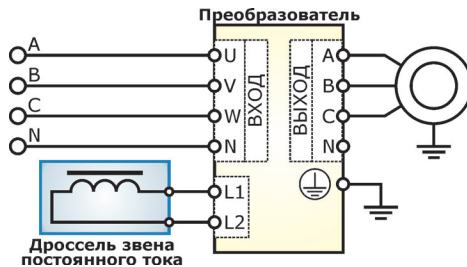 Преобразователь
A
U
A
B
V
B
C
W
C
N
N
N
ВХОД
ВЫХОД
L1
L2
Дроссель звена
постоянного тока